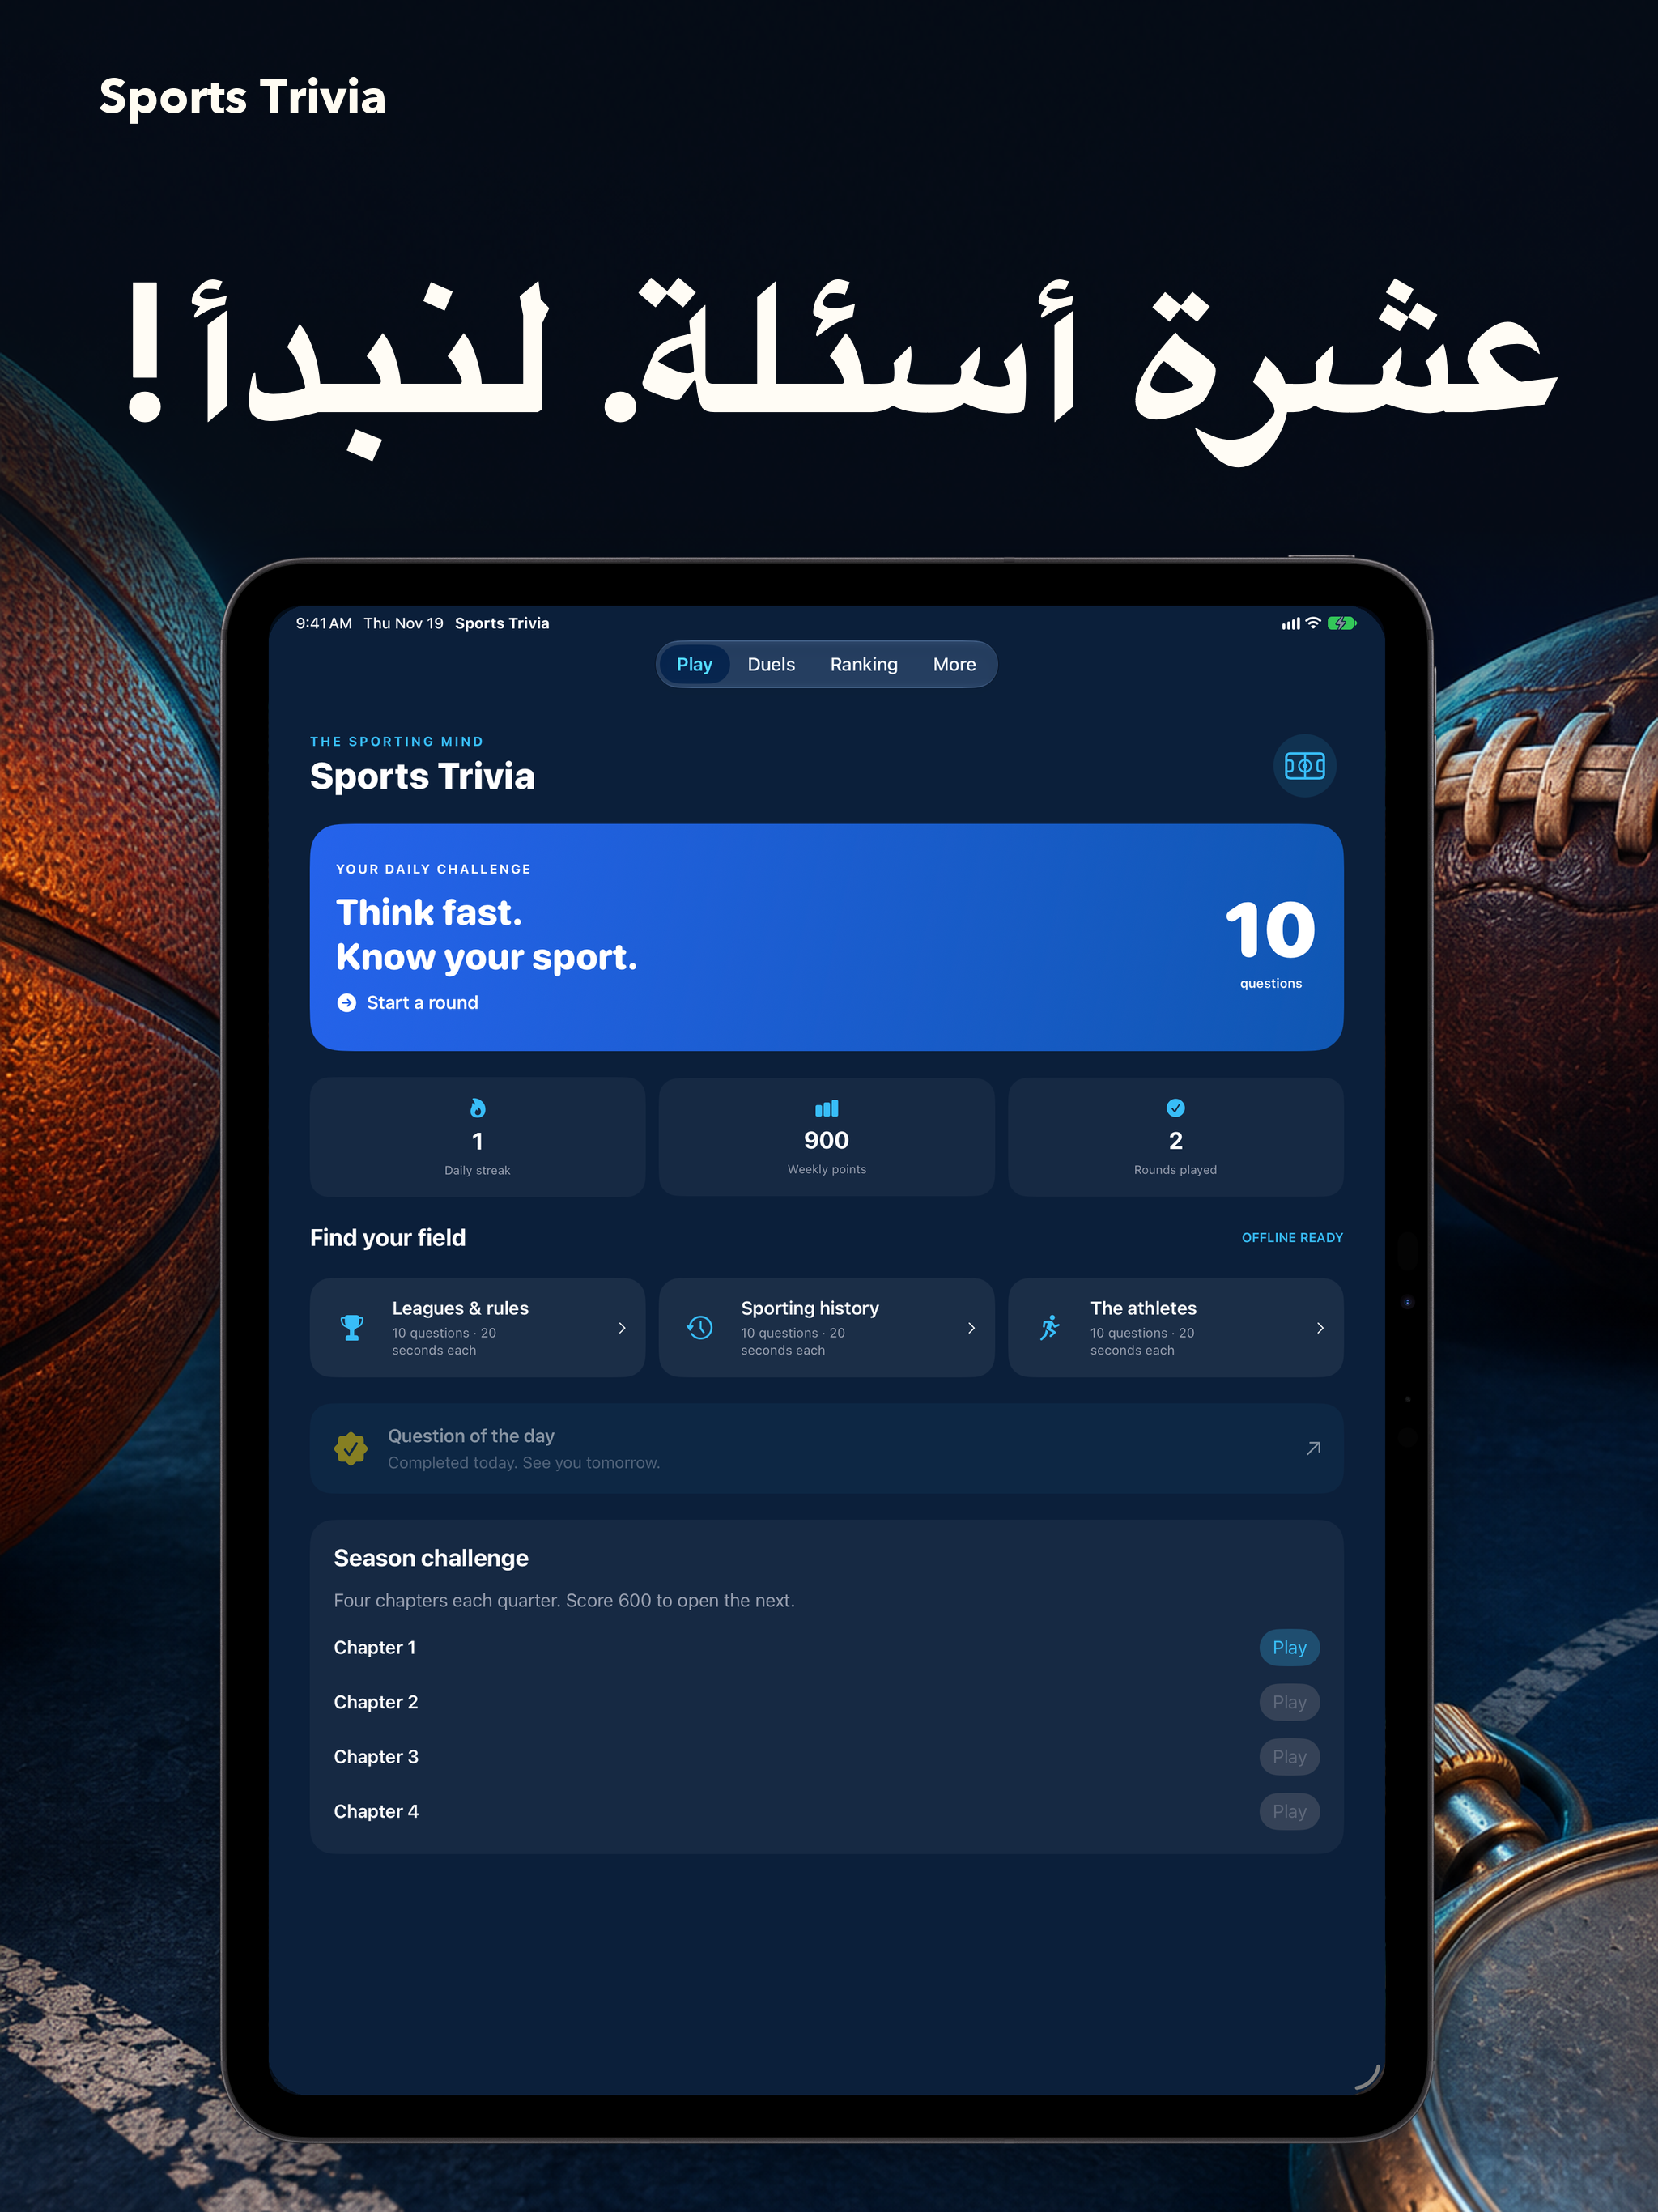 Sports Trivia
عشرة أسئلة. لنبدأ!
9:41 AM Thu Nov 19 Sports Trivia
Play Duels Ranking More
THE SPORTING MIND
Sports Trivia
YOUR DAILY CHALLENGE
Think fast.
Know your sport.
Start a round
10
questions
1
Daily streak
900
Weekly points
2
Rounds played
Find your field
OFFLINE READY
Leagues & rules
10 questions · 20
seconds each
Sporting history
10 questions · 20
seconds each
The athletes
10 questions · 20
seconds each
Question of the day
Completed today. See you tomorrow.
Season challenge
Four chapters each quarter. Score 600 to open the next.
Chapter 1 Play
Chapter 2 Play
Chapter 3 Play
Chapter 4 Play